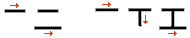 一 二 一 丅 工